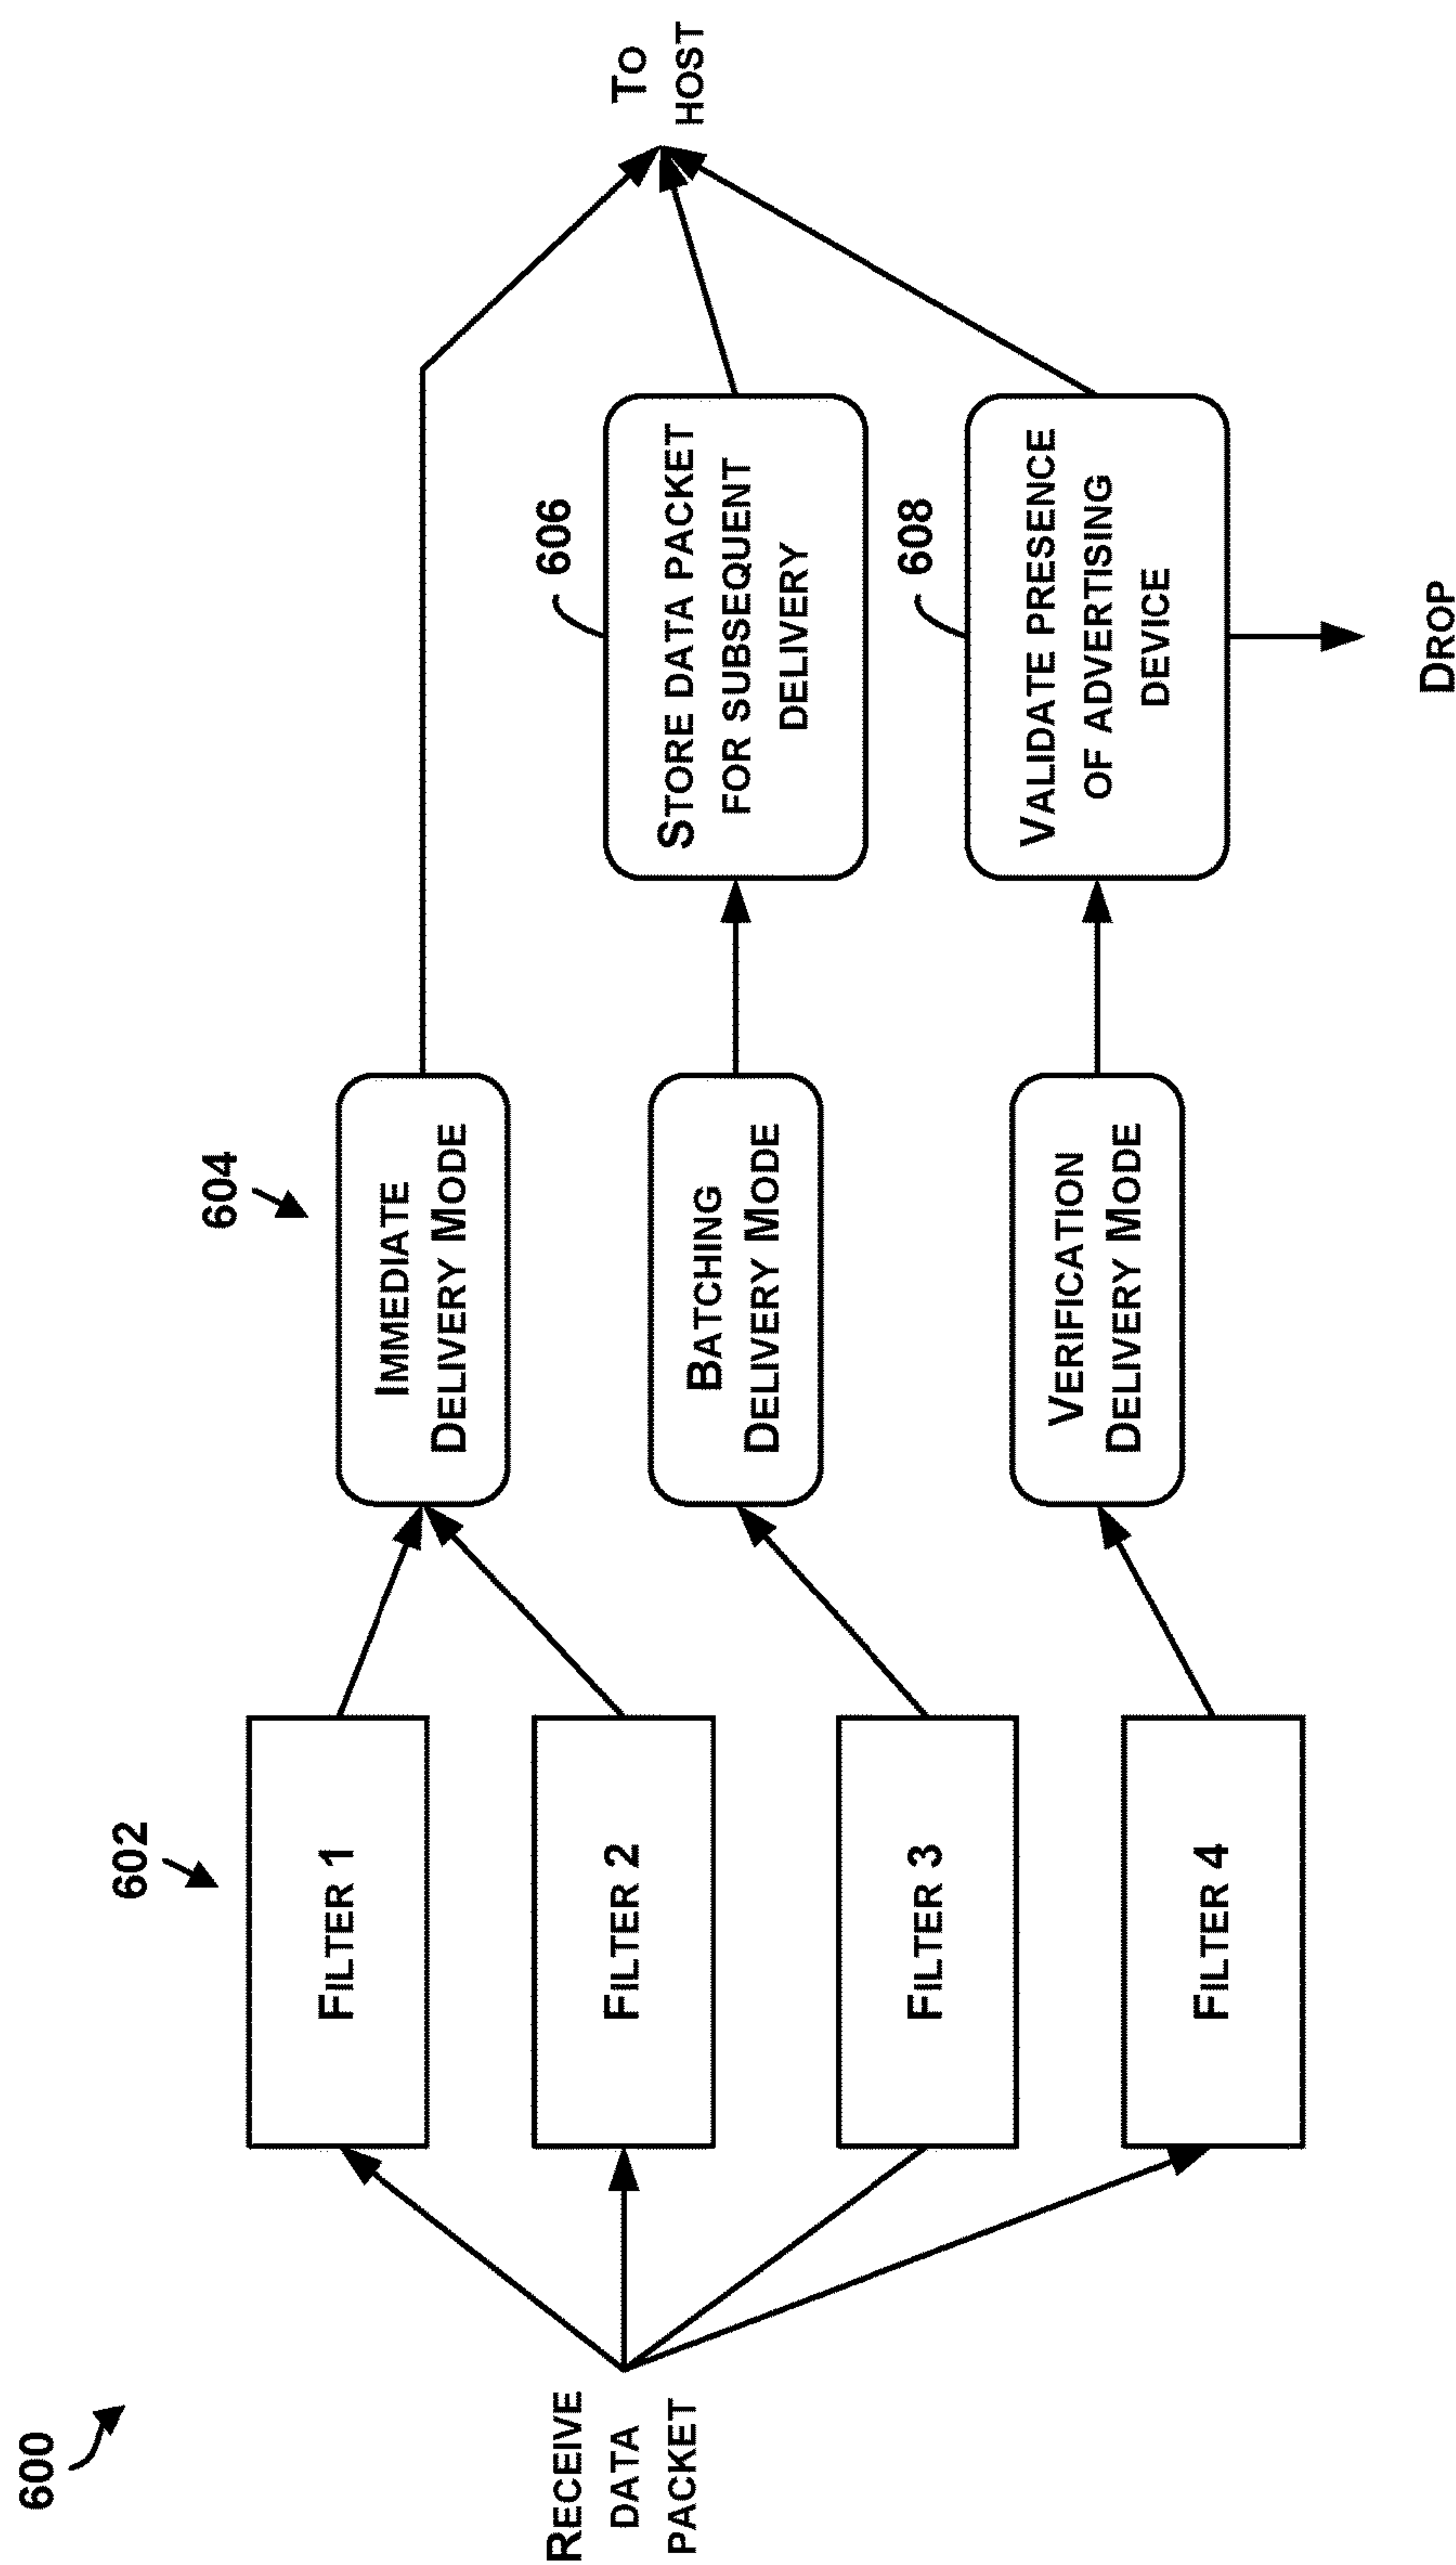 600
RECEIVE
DATA
PACKET
602
FILTER 1
FILTER 2
FILTER 3
FILTER 4
604
IMMEDIATE
DELIVERY MODE
BATCHING
DELIVERY MODE
VERIFICATION
DELIVERY MODE
606
STORE DATA PACKET
FOR SUBSEQUENT
DELIVERY
608
VALIDATE PRESENCE
OF ADVERTISING
DEVICE
DROP
TO
HOST